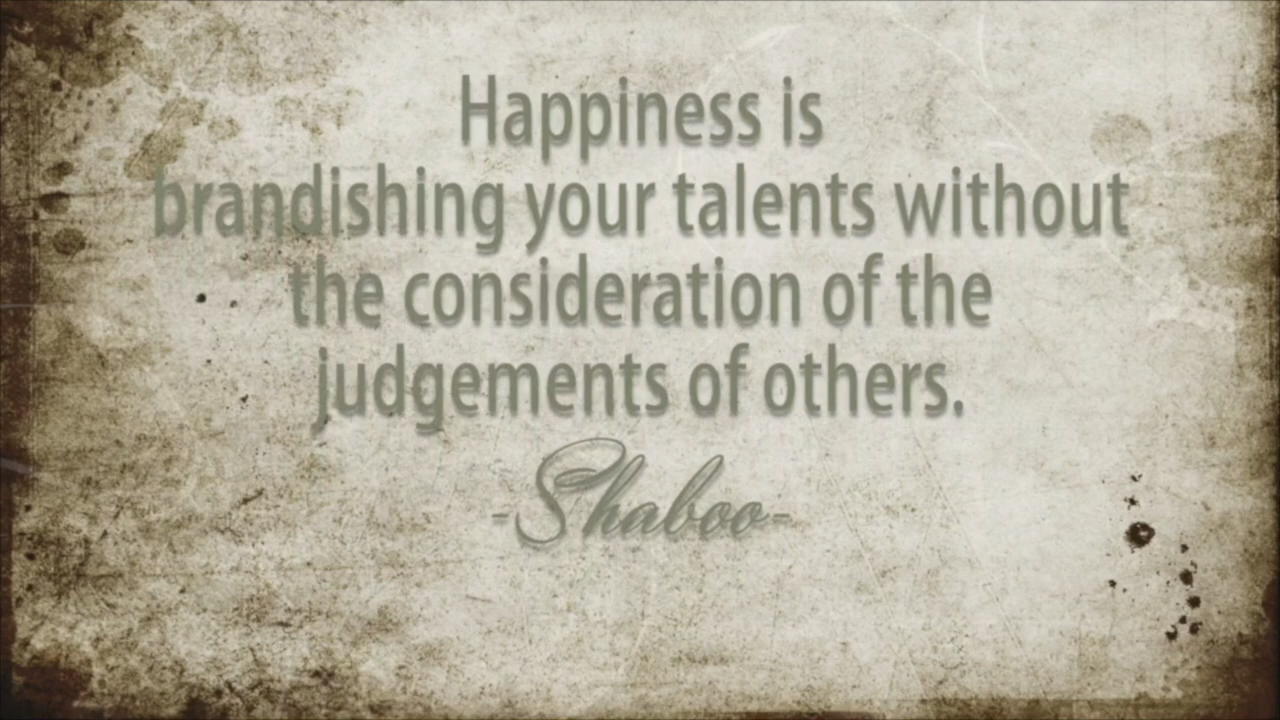 Happiness is
brandishing your talents without
the consideration of the
judgements of others.
-Shaboo-